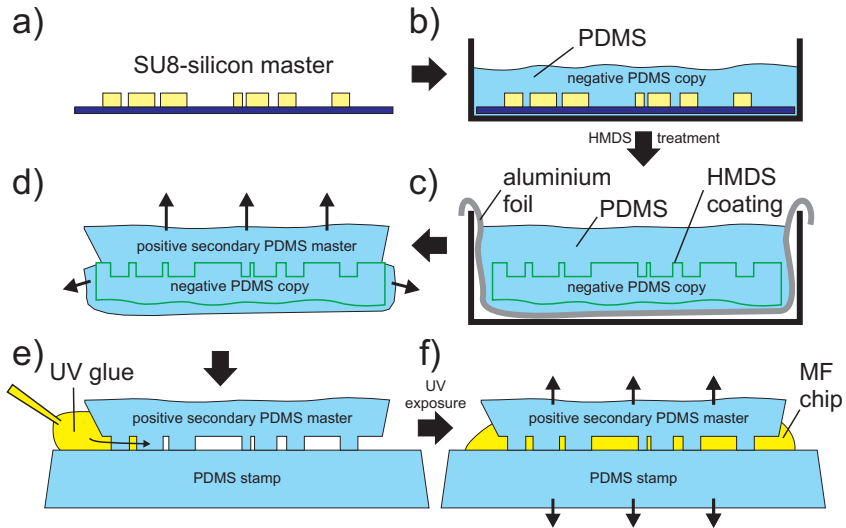 a)
SU8-silicon master
b)
PDMS
negative PDMS copy
HMDS treatment
c)
aluminium
foil
PDMS
HMDS
coating
negative PDMS copy
d)
positive secondary PDMS master
negative PDMS copy
e)
UV glue
positive secondary PDMS master
PDMS stamp
UV
exposure
f)
MF
chip
positive secondary PDMS master
PDMS stamp